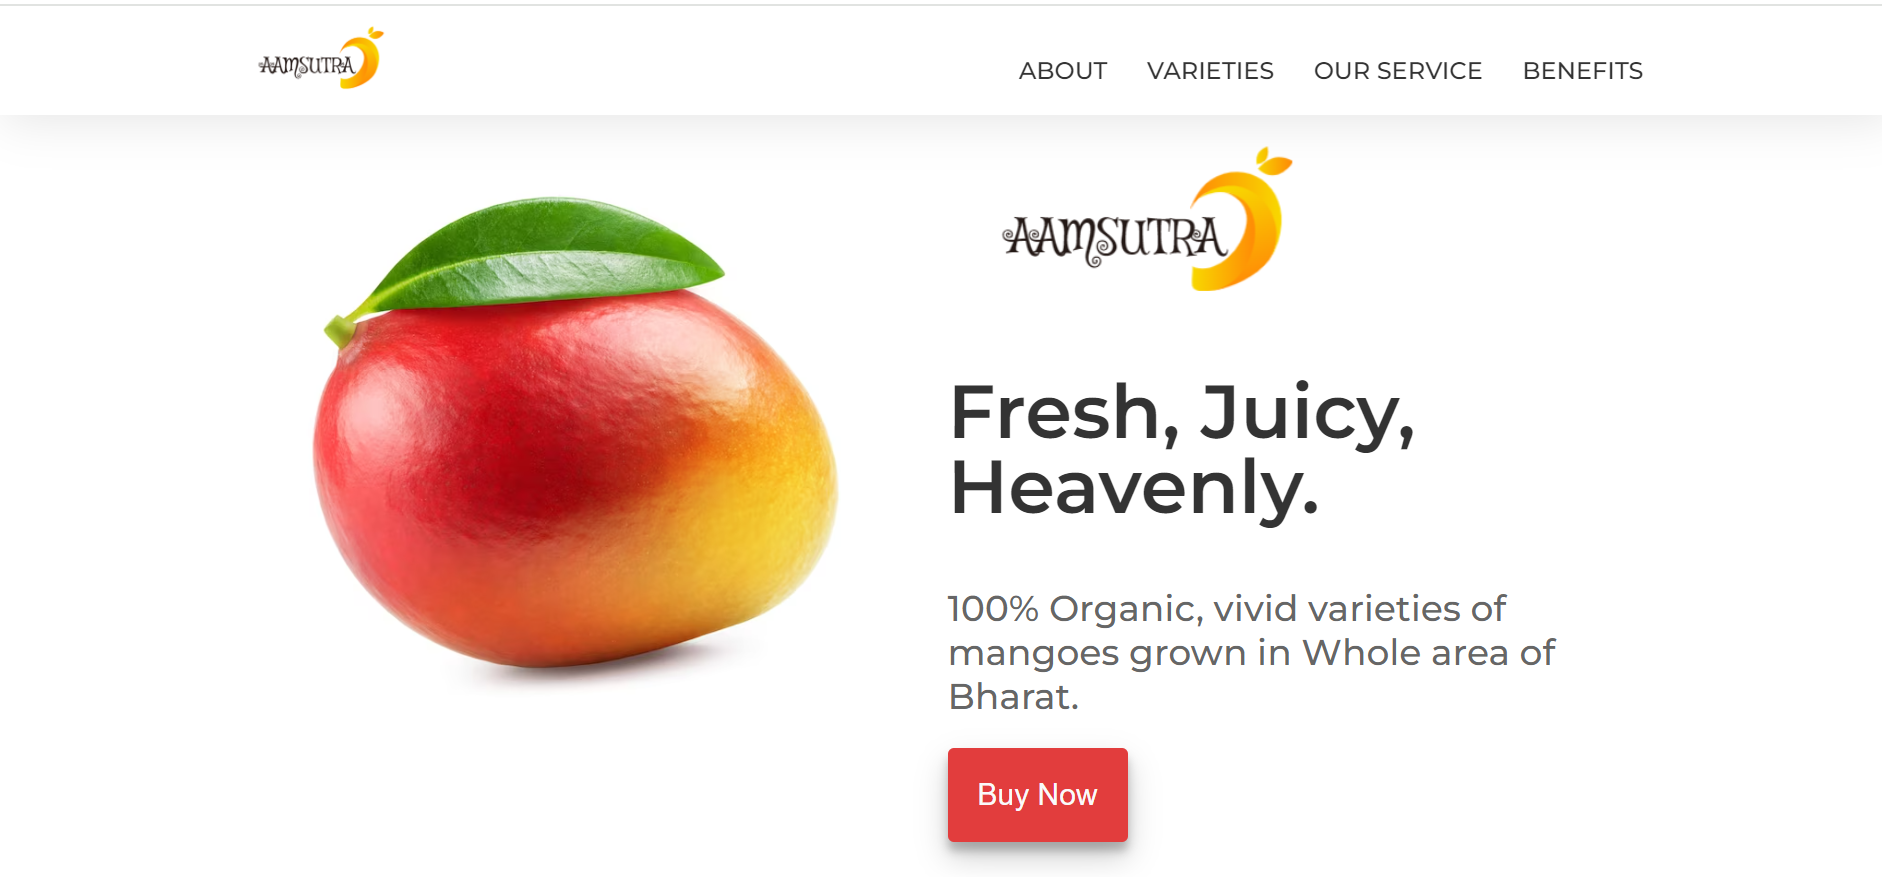 AAMSUTRA
ABOUT VARIETIES OUR SERVICE BENEFITS
AAMSUTRA
Fresh, Juicy,
Heavenly.
100% Organic, vivid varieties of
mangoes grown in Whole area of
Bharat.
Buy Now